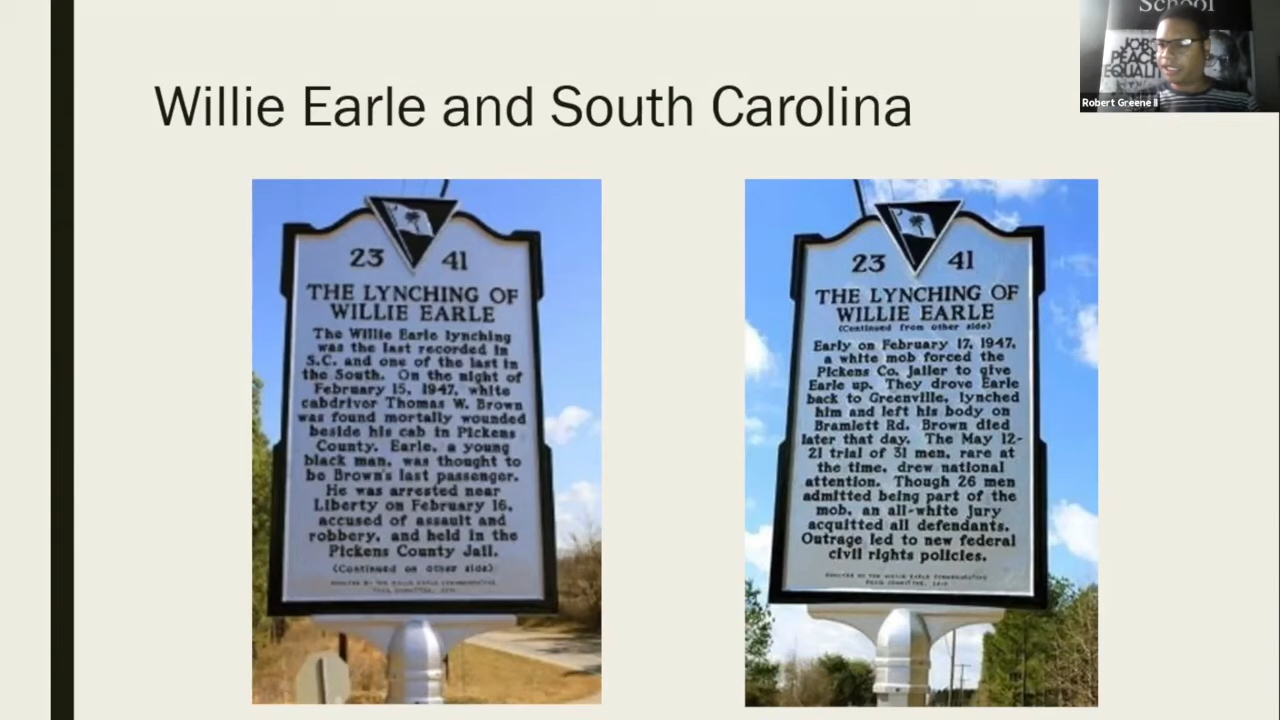 School
JOBS
PEACE
EQUALITY
Robert Greene II
Willie Earle and South Carolina
23 41
THE LYNCHING OF
WILLIE EARLE
The Willie Earle lynching
was the last recorded in
S.C. and one of the last in
the South. On the night of
February 15, 1947, white
cabdriver Thomas W. Brown
was found mortally wounded
beside his cab in Pickens
County. Earle, a young
black man, was thought to
be Brown's last passenger.
He was arrested near
Liberty on February 16,
accused of assault and
robbery, and held in the
Pickens County Jail.
(Continued on other side)
23 41
THE LYNCHING OF
WILLIE EARLE
(Continued from other side)
Early on February 17, 1947,
a white mob forced the
Pickens Co. jailer to give
Earle up. They drove Earle
back to Greenville, lynched
him and left his body on
Bramlett Rd. Brown died
later that day. The May 12-
21 trial of 31 men, rare at
the time, drew national
attention. Though 26 men
admitted being part of the
mob, an all-white jury
acquitted all defendants.
Outrage led to new federal
civil rights policies.